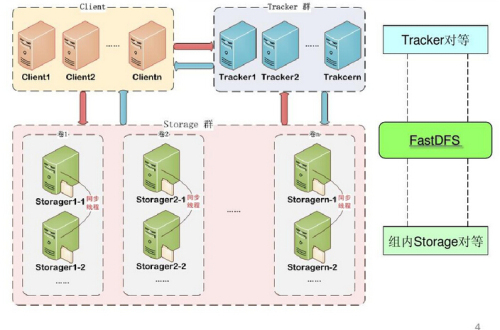 Client
Tracker 群
Client1
Client2
......
Clientn
Tracker1
Tracker2
......
Trakcern
Tracker对等
Storage 群
卷1
卷2
卷n
FastDFS
Storager1-1
同步
线程
Storager2-1
同步
线程
......
Storagern-1
同步
线程
Storager1-2
Storager2-2
Storagern-2
组内Storage对等
4